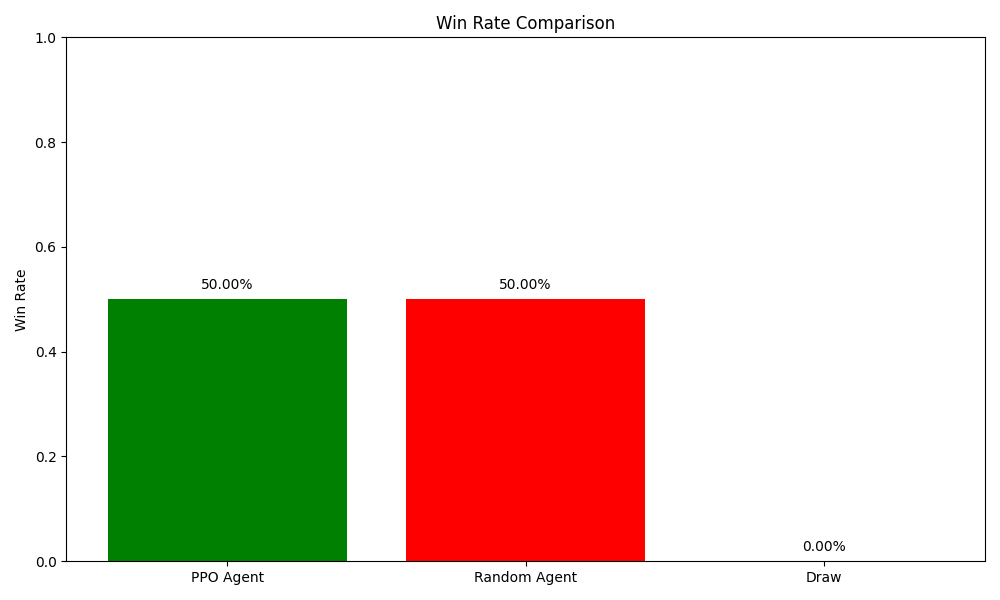 Win Rate Comparison
Win Rate
1.0
0.8
0.6
0.4
0.2
0.0
50.00%
50.00%
0.00%
PPO Agent
Random Agent
Draw